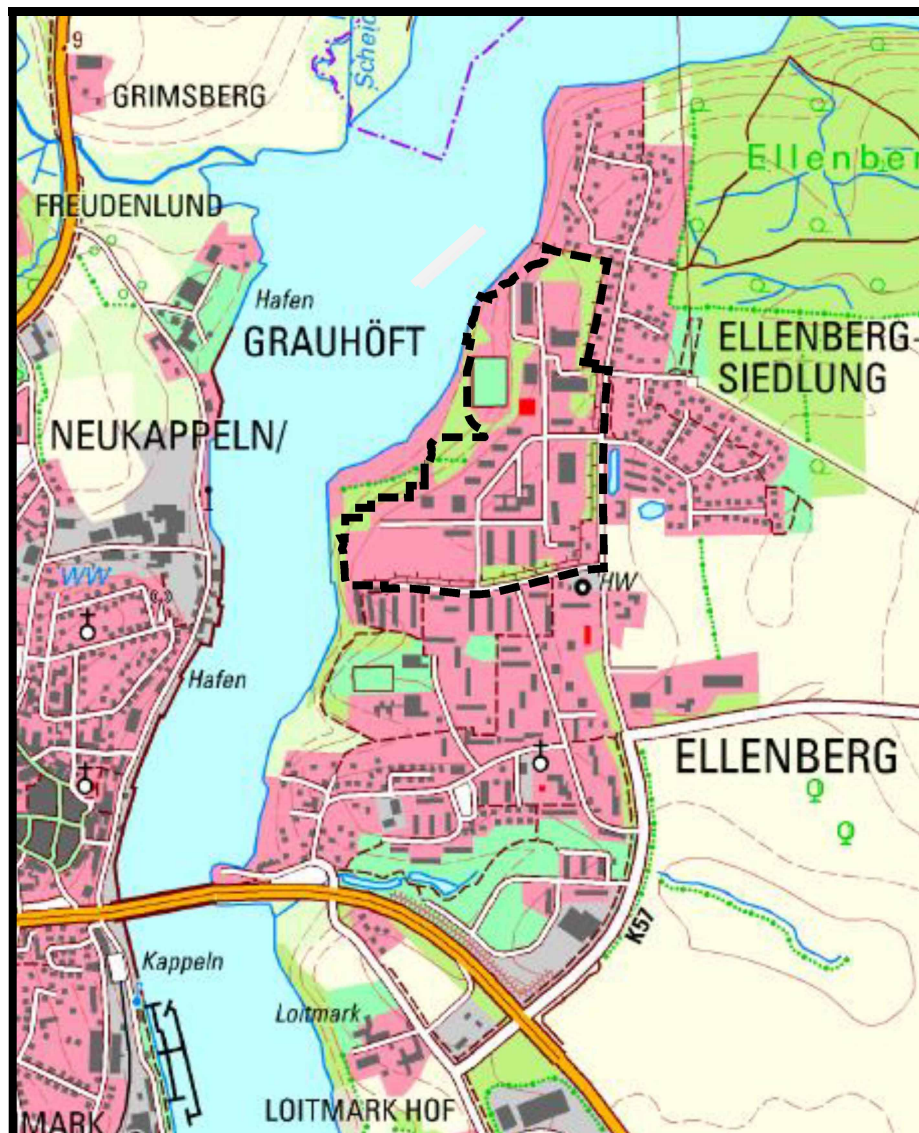 9
GRIMSBERG
Ellenber
FREUDENLUND
Hafen
GRAUHÖFT
ELLENBERG-
SIEDLUNG
NEUKAPPELN/
WW
HW
Hafen
ELLENBERG
K57
Kappeln
Loitmark
LOITMARK HOF
MARK